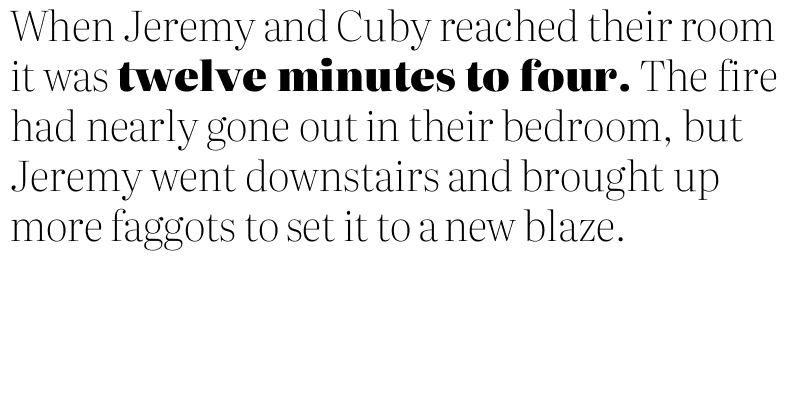 When Jeremy and Cuby reached their room
it was twelve minutes to four. The fire
had nearly gone out in their bedroom, but
Jeremy went downstairs and brought up
more faggots to set it to a new blaze.